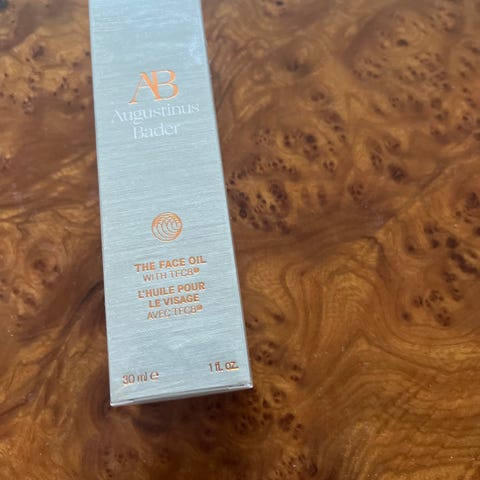 AB
Augustinus
Bader
THE FACE OIL
WITH TFC8®
L'HUILE POUR
LE VISAGE
AVEC TFC8®
30 ml ℮
1 fl. oz.